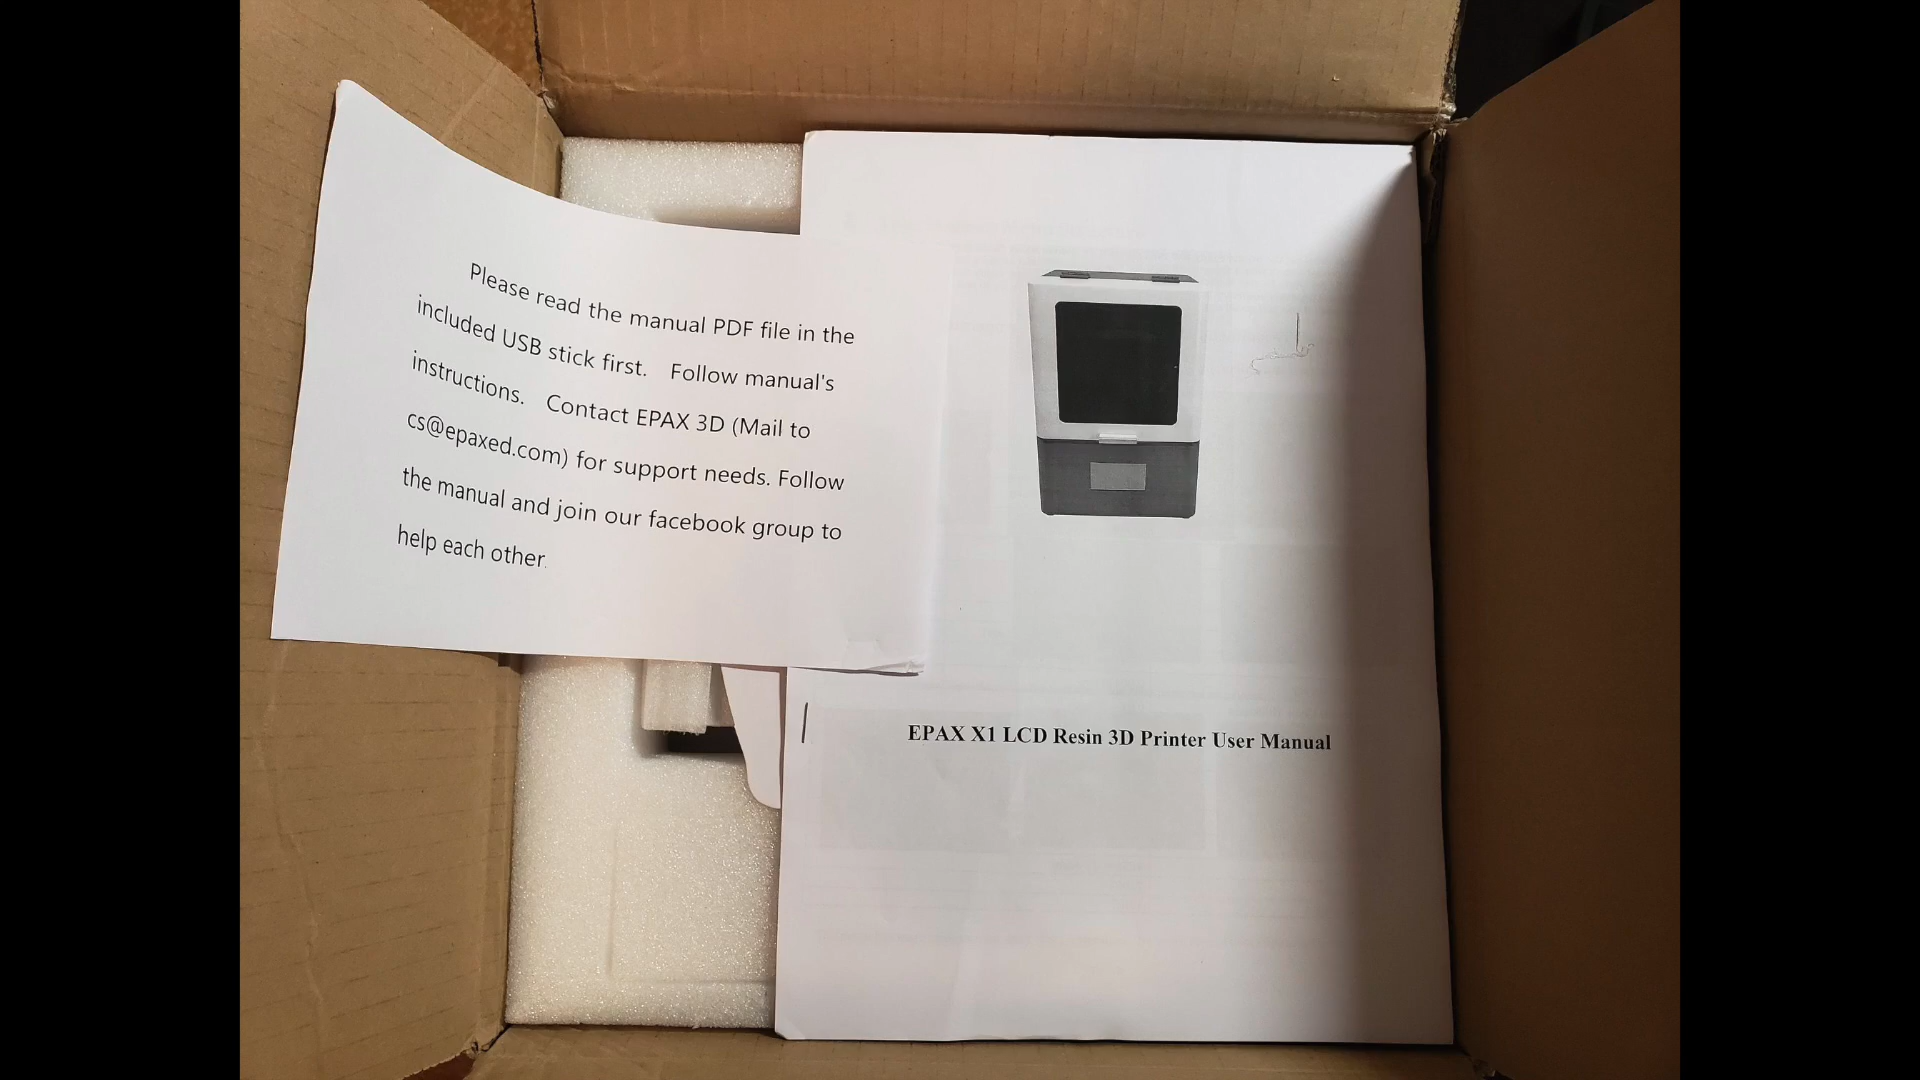 Please read the manual PDF file in the
included USB stick first. Follow manual's
instructions. Contact EPAX 3D (Mail to
cs@epaxed.com) for support needs. Follow
the manual and join our facebook group to
help each other.
EPAX X1 LCD Resin 3D Printer User Manual